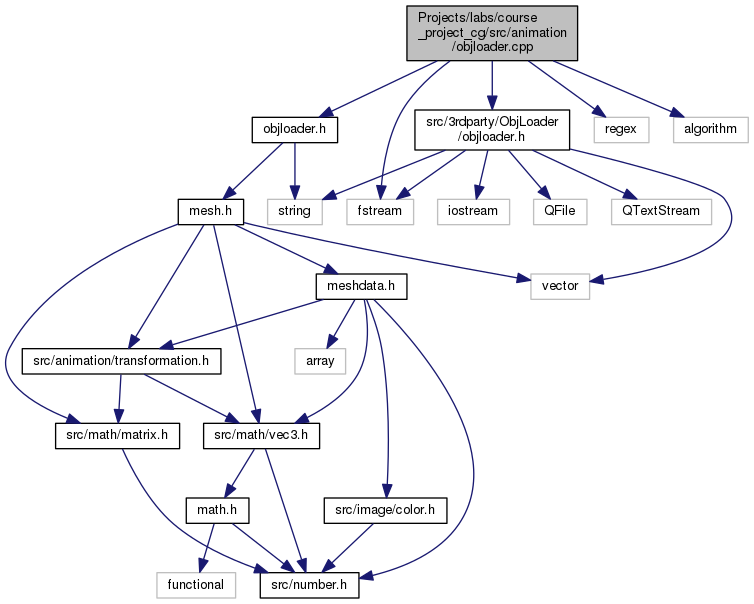 Projects/labs/course
_project_cg/src/animation
/objloader.cpp
objloader.h
src/3rdparty/ObjLoader
/objloader.h
regex
algorithm
mesh.h
string
fstream
iostream
QFile
QTextStream
meshdata.h
vector
src/animation/transformation.h
array
src/math/matrix.h
src/math/vec3.h
math.h
src/image/color.h
functional
src/number.h